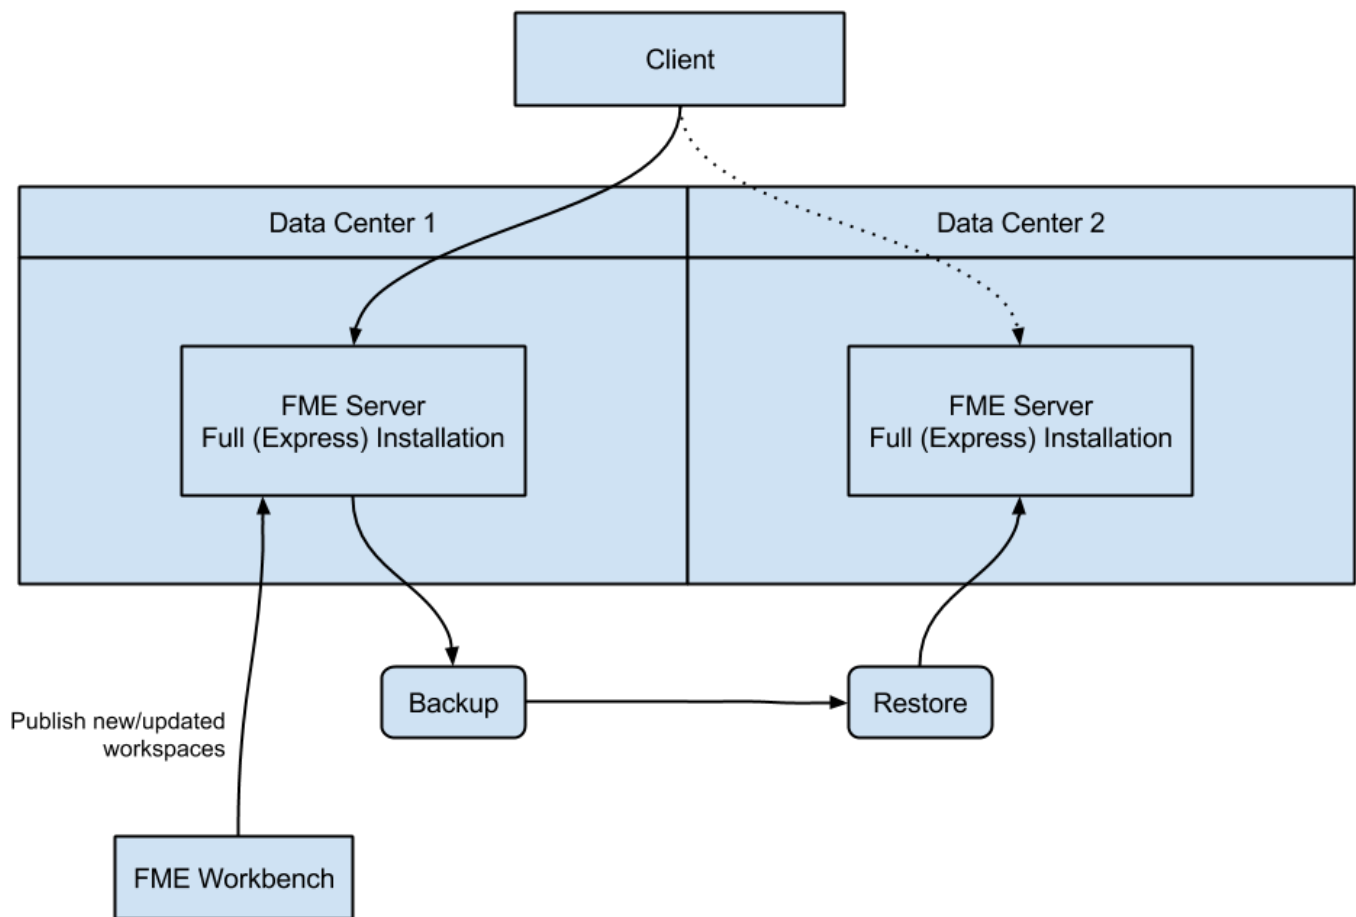 Client
Data Center 1
Data Center 2
FME Server
Full (Express) Installation
FME Server
Full (Express) Installation
Backup
Restore
Publish new/updated
workspaces
FME Workbench